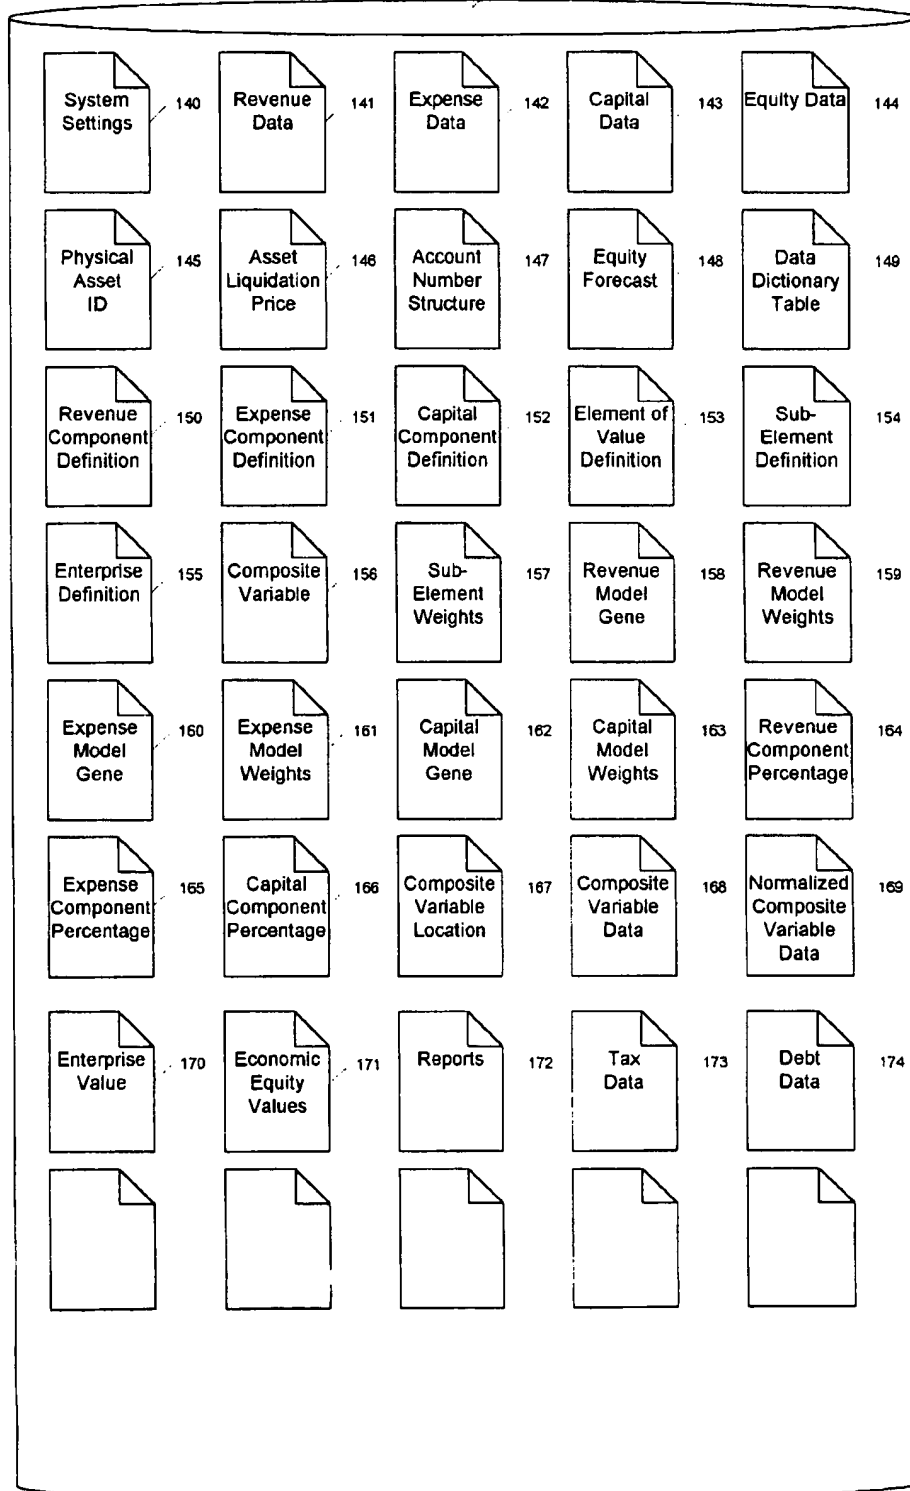 System
Settings
140
Revenue
Data
141
Expense
Data
142
Capital
Data
143
Equity Data
144
Physical
Asset
ID
145
Asset
Liquidation
Price
146
Account
Number
Structure
147
Equity
Forecast
148
Data
Dictionary
Table
149
Revenue
Component
Definition
150
Expense
Component
Definition
151
Capital
Component
Definition
152
Element of
Value
Definition
153
Sub-
Element
Definition
154
Enterprise
Definition
155
Composite
Variable
156
Sub-
Element
Weights
157
Revenue
Model
Gene
158
Revenue
Model
Weights
159
Expense
Model
Gene
160
Expense
Model
Weights
161
Capital
Model
Gene
162
Capital
Model
Weights
163
Revenue
Component
Percentage
164
Expense
Component
Percentage
165
Capital
Component
Percentage
166
Composite
Variable
Location
167
Composite
Variable
Data
168
Normalized
Composite
Variable
Data
169
Enterprise
Value
170
Economic
Equity
Values
171
Reports
172
Tax
Data
173
Debt
Data
174